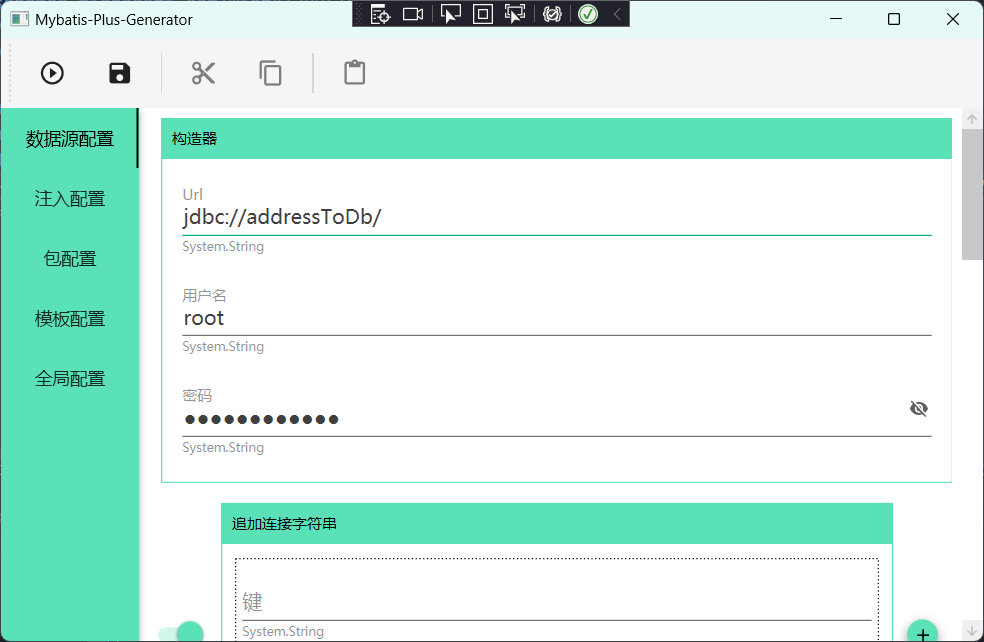 Mybatis-Plus-Generator
数据源配置
注入配置
包配置
模板配置
全局配置
构造器
Url
jdbc://addressToDb/
System.String
用户名
root
System.String
密码
●●●●●●●●●●●●
System.String
追加连接字符串
键
System.String